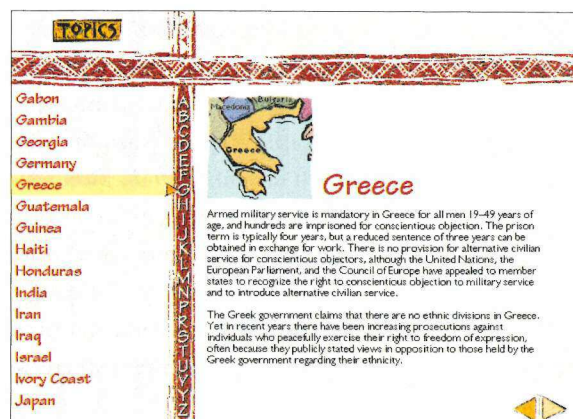 TOPICS
Gabon
Gambia
Georgia
Germany
Greece
Guatemala
Guinea
Haiti
Honduras
India
Iran
Iraq
Israel
Ivory Coast
Japan
A
B
C
D
E
F
G
H
I
J
K
L
M
N
P
R
S
T
U
V
Y
Z
Macedonia
Bulgaria
Greece
Greece
Armed military service is mandatory in Greece for all men 19–49 years of
age, and hundreds are imprisoned for conscientious objection. The prison
term is typically four years, but a reduced sentence of three years can be
obtained in exchange for work. There is no provision for alternative civilian
service for conscientious objectors, although the United Nations, the
European Parliament, and the Council of Europe have appealed to member
states to recognize the right to conscientious objection to military service
and to introduce alternative civilian service.
The Greek government claims that there are no ethnic divisions in Greece.
Yet in recent years there have been increasing prosecutions against
individuals who peacefully exercise their right to freedom of expression,
often because they publicly stated views in opposition to those held by the
Greek government regarding their ethnicity.